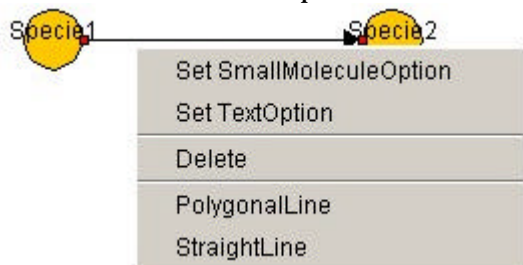 Specie1 Specie2
Set SmallMoleculeOption
Set TextOption
Delete
PolygonalLine
StraightLine